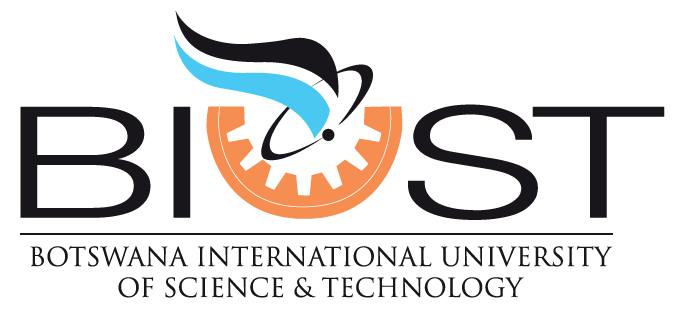 BIUST
BOTSWANA INTERNATIONAL UNIVERSITY
OF SCIENCE & TECHNOLOGY